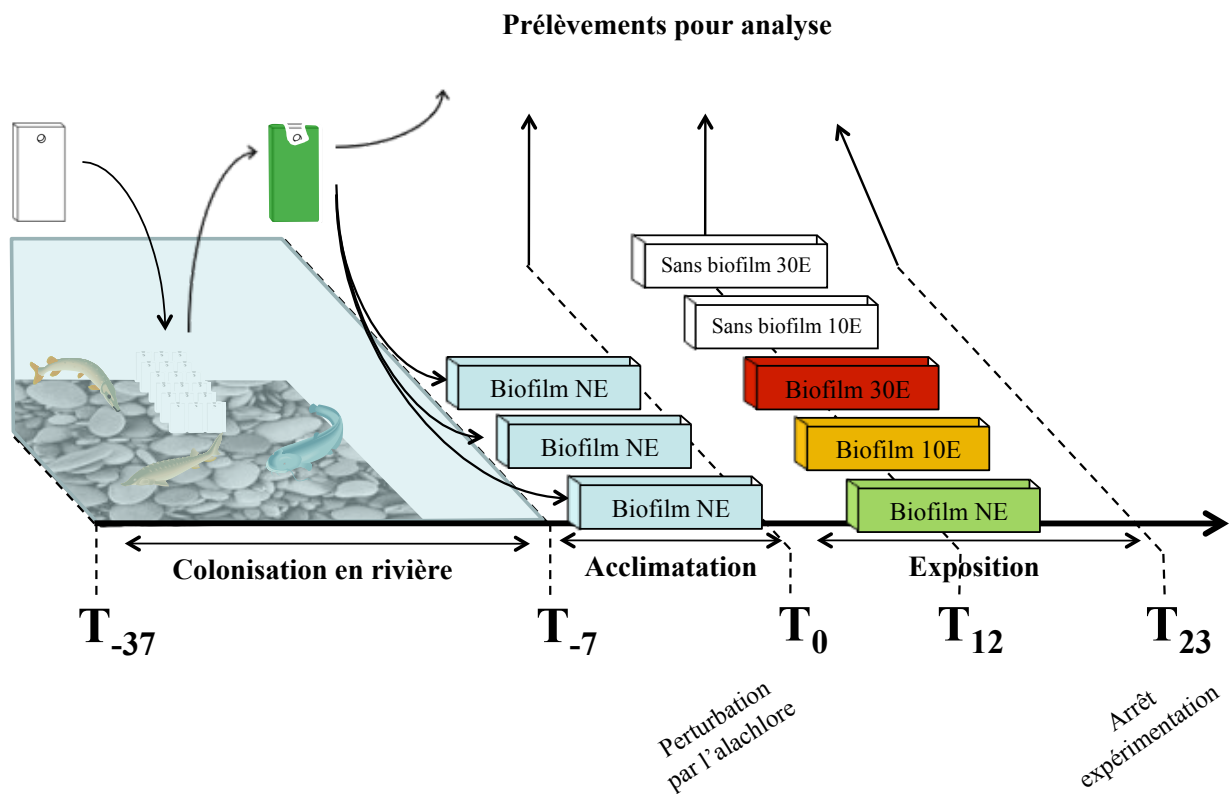 Prélèvements pour analyse
Sans biofilm 30E
Sans biofilm 10E
Biofilm NE
Biofilm 30E
Biofilm NE
Biofilm 10E
Biofilm NE
Biofilm NE
Colonisation en rivière
Acclimatation
Exposition
T-37
T-7
T0
T12
T23
Perturbation
par l'alachlore
Arrêt
expérimentation